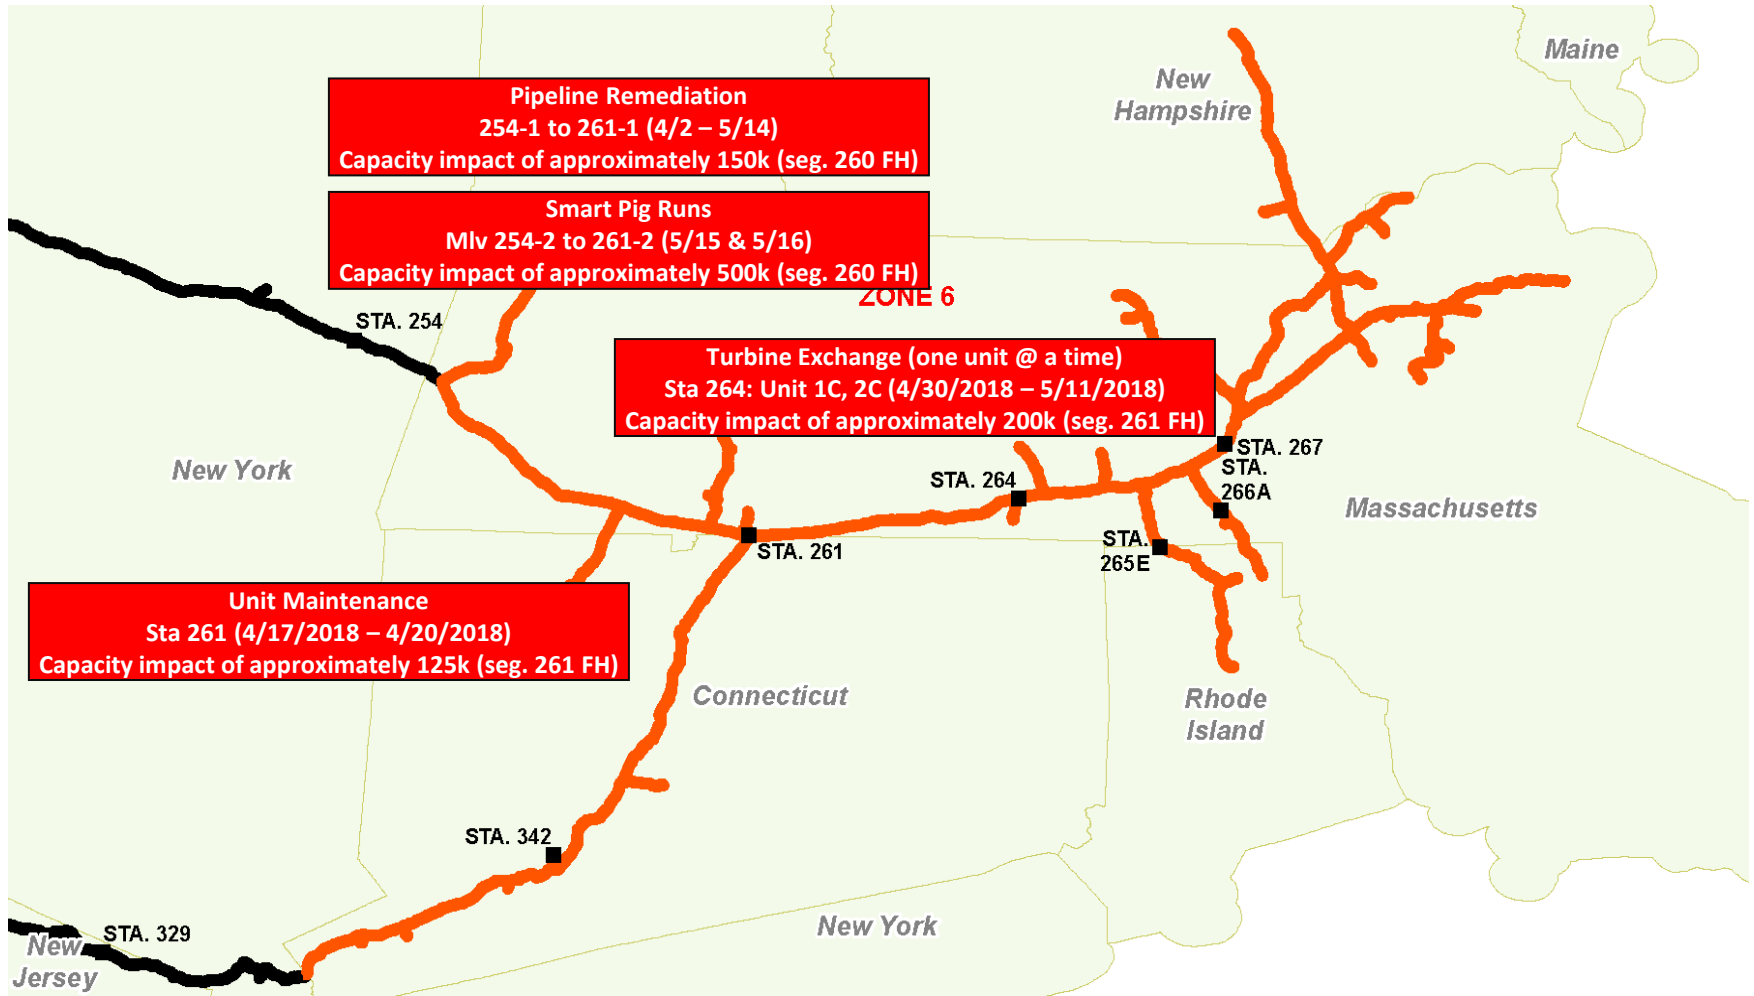 Maine
New
Hampshire
Pipeline Remediation
254-1 to 261-1 (4/2 – 5/14)
Capacity impact of approximately 150k (seg. 260 FH)
Smart Pig Runs
Mlv 254-2 to 261-2 (5/15 & 5/16)
Capacity impact of approximately 500k (seg. 260 FH)
ZONE 6
STA. 254
Turbine Exchange (one unit @ a time)
Sta 264: Unit 1C, 2C (4/30/2018 – 5/11/2018)
Capacity impact of approximately 200k (seg. 261 FH)
New York
STA. 267
STA.
266A
STA. 264
Massachusetts
STA. 261
STA.
265E
Unit Maintenance
Sta 261 (4/17/2018 – 4/20/2018)
Capacity impact of approximately 125k (seg. 261 FH)
Connecticut
Rhode
Island
STA. 342
New York
STA. 329
New
Jersey